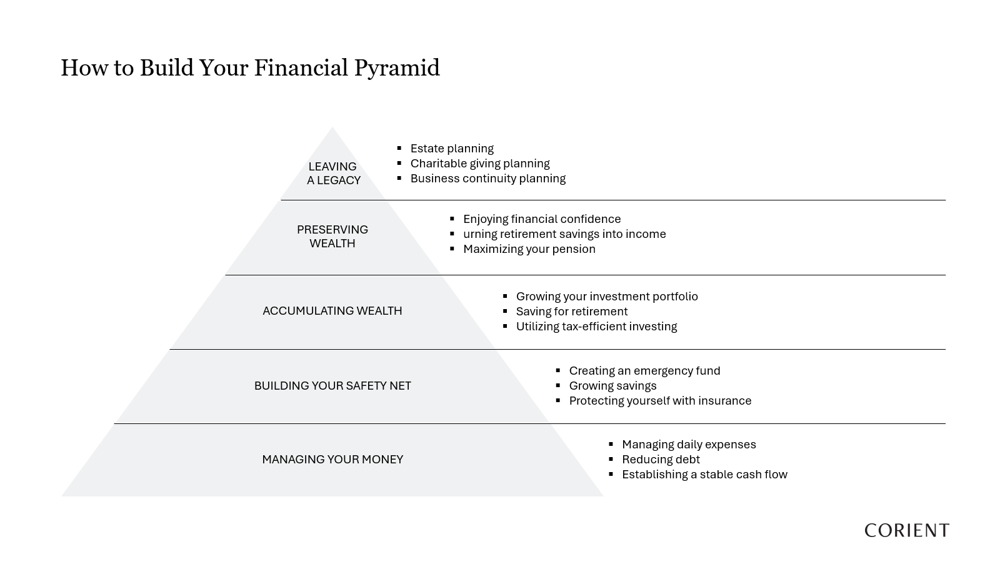 How to Build Your Financial Pyramid
LEAVING
A LEGACY
▪ Estate planning
▪ Charitable giving planning
▪ Business continuity planning
PRESERVING
WEALTH
▪ Enjoying financial confidence
▪ urning retirement savings into income
▪ Maximizing your pension
ACCUMULATING WEALTH
▪ Growing your investment portfolio
▪ Saving for retirement
▪ Utilizing tax-efficient investing
BUILDING YOUR SAFETY NET
▪ Creating an emergency fund
▪ Growing savings
▪ Protecting yourself with insurance
MANAGING YOUR MONEY
▪ Managing daily expenses
▪ Reducing debt
▪ Establishing a stable cash flow
CORIENT